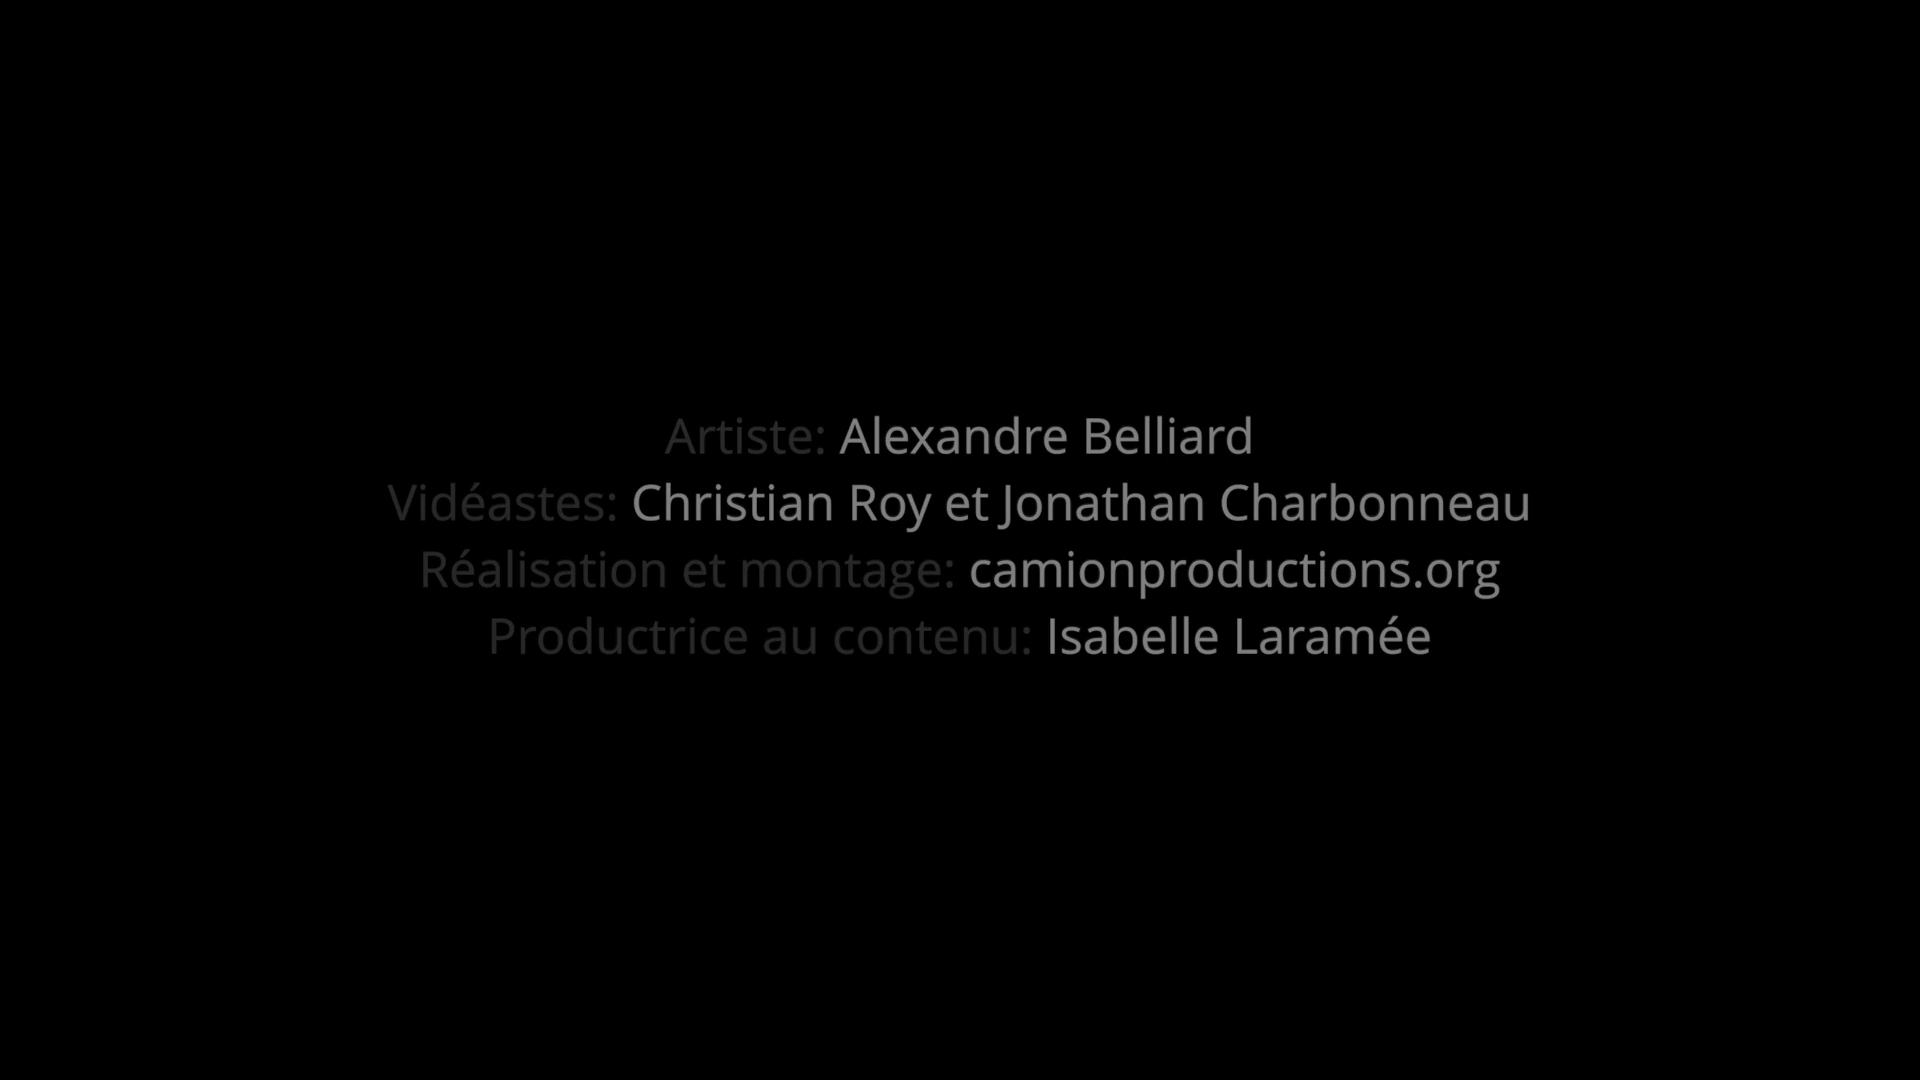 Artiste: Alexandre Belliard
Vidéastes: Christian Roy et Jonathan Charbonneau
Réalisation et montage: camionproductions.org
Productrice au contenu: Isabelle Laramée